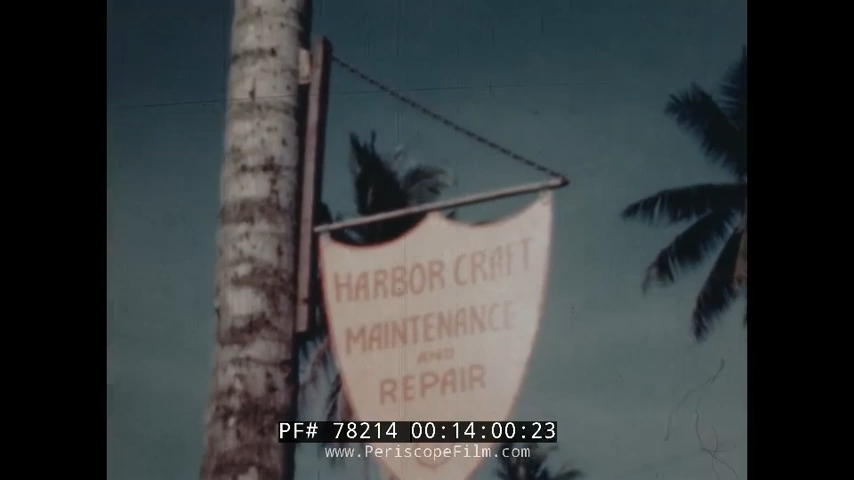 HARBOR CRAFT
MAINTENANCE
AND
REPAIR
PF# 78214 00:14:00:23
www.PeriscopeFilm.com